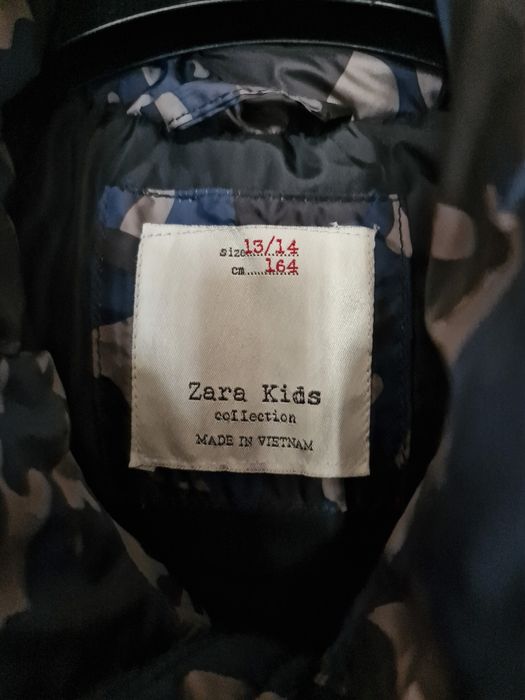 size 13/14
cm 164
Zara Kids
collection
MADE IN VIETNAM